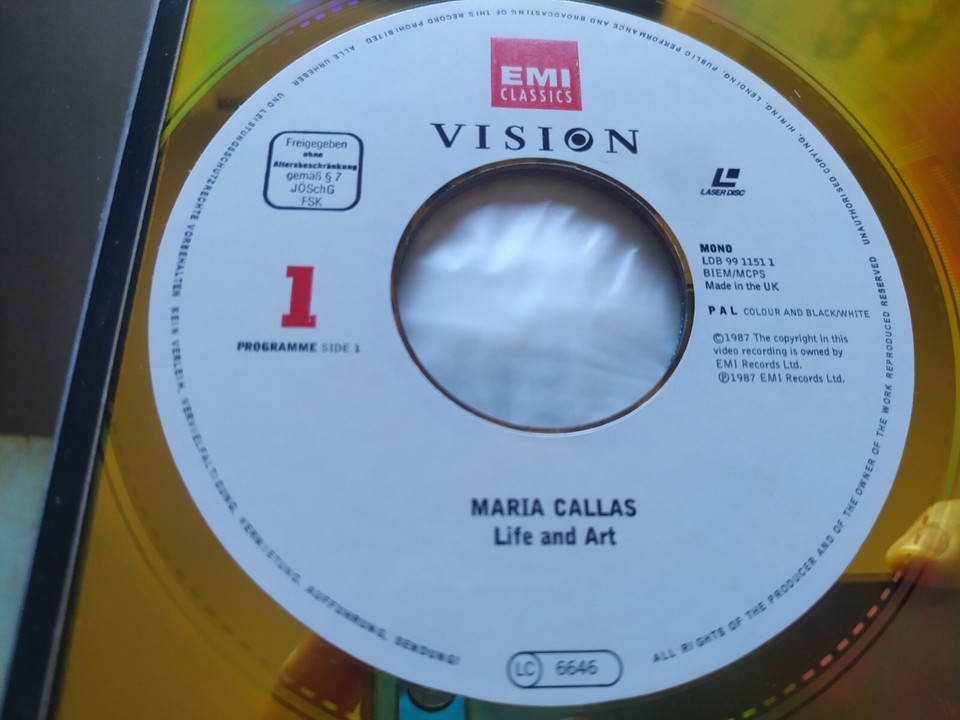 EMI
CLASSICS
VISION
Freigegeben
ohne
Altersbeschränkung
gemäß § 7
JÖSchG
FSK
LASER DISC
1
PROGRAMME SIDE 1
MONO
LDB 99 1151 1
BIEM/MCPS
Made in the UK
PAL COLOUR AND BLACK/WHITE
©1987 The copyright in this
video recording is owned by
EMI Records Ltd.
℗1987 EMI Records Ltd.
MARIA CALLAS
Life and Art
LC 6646
ALL RIGHTS OF THE PRODUCER AND OF THE OWNER OF THE WORK REPRODUCED RESERVED UNAUTHORISED COPYING, HIRING, LENDING, PUBLIC PERFORMANCE AND BROADCASTING OF THIS RECORD PROHIBITED ALLE URHEBER UND LEISTUNGSSCHUTZRECHTE VORBEHALTEN KEIN VERLEIH, VERVIELFÄLTIGUNG, VERMIETUNG, AUFFÜHRUNG, SENDUNG!